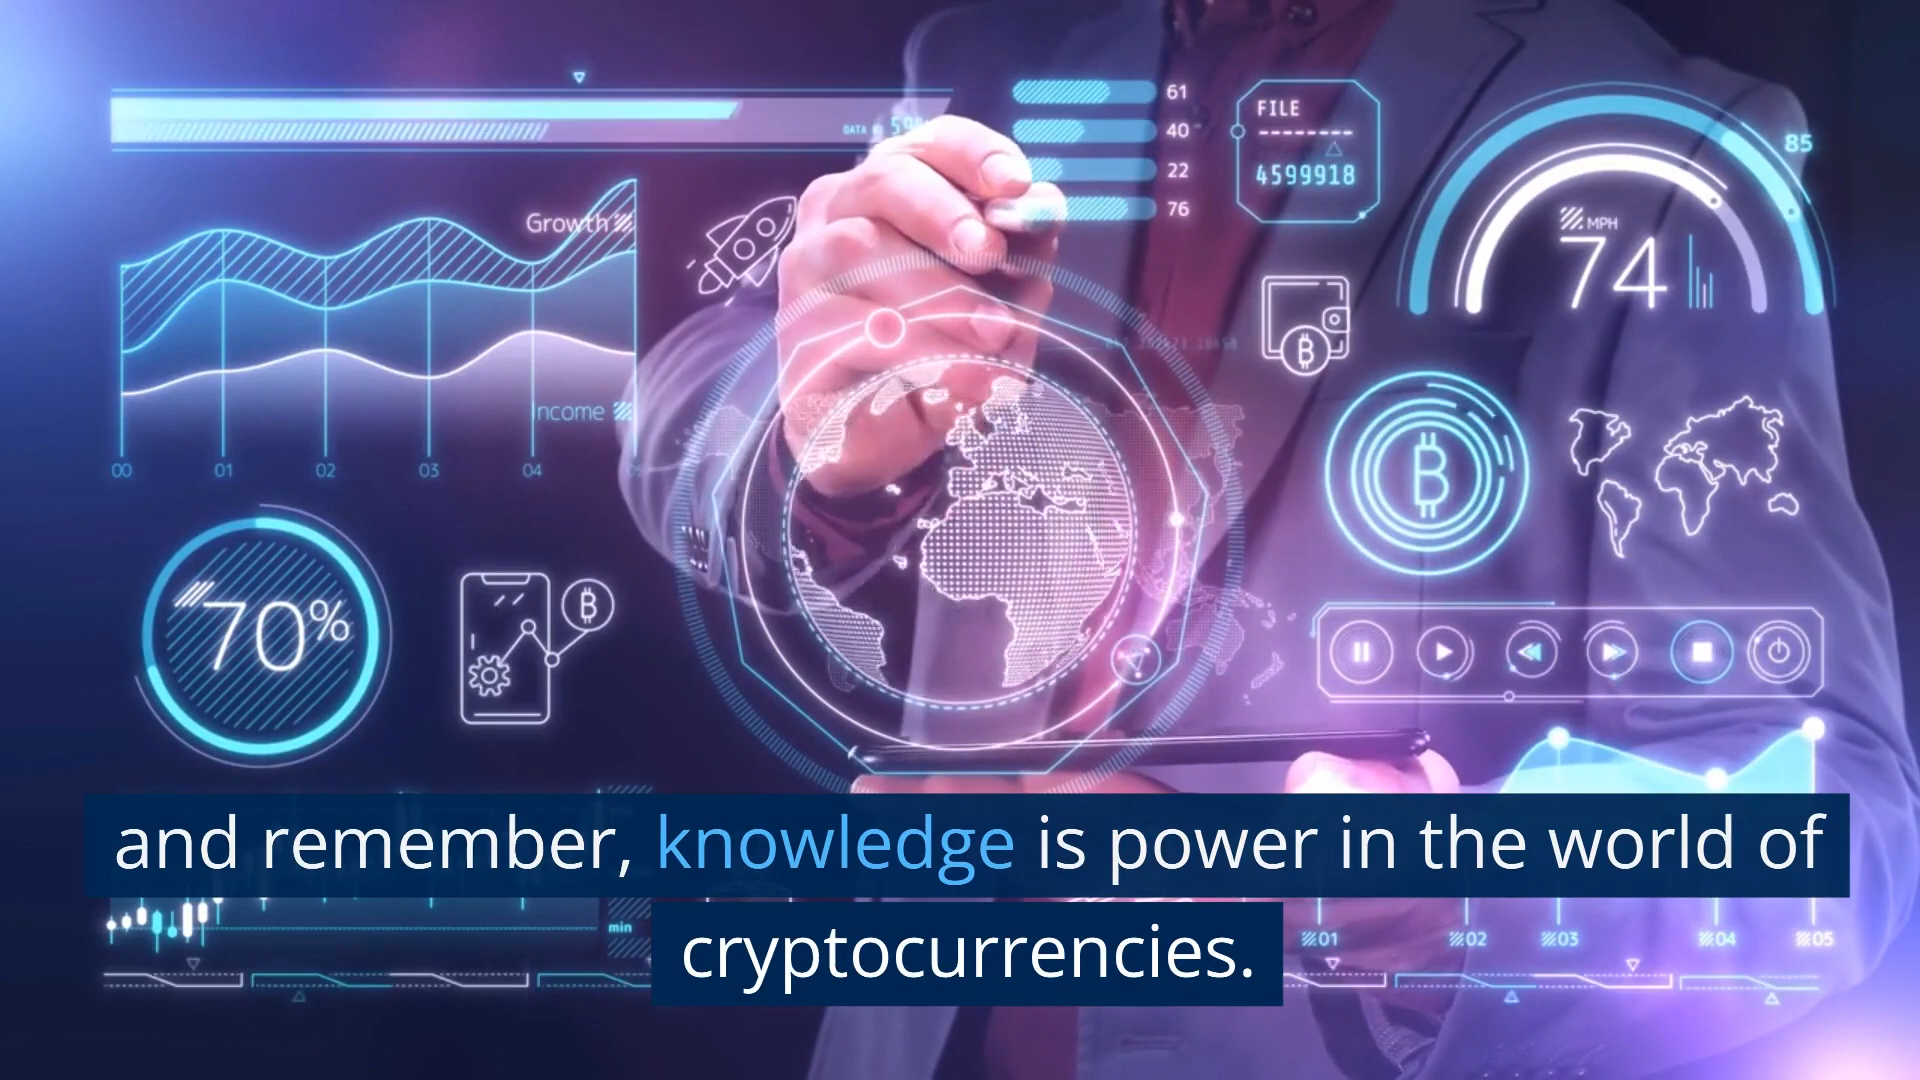 61
DATA
40
22
76
FILE
--------
4599918
85
MPH
74
Growth
Income
00 01 02 03 04
70%
and remember, knowledge is power in the world of
cryptocurrencies.
min
01 02 03 04 05